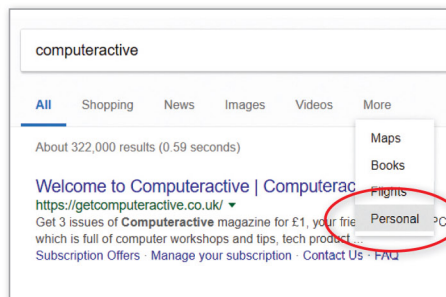 computeractive
All Shopping News Images Videos More
Maps
About 322,000 results (0.59 seconds)
Books
Welcome to Computeractive | Computerac
Flights
https://getcomputeractive.co.uk/
Get 3 issues of Computeractive magazine for £1, your frie
Personal
PC
which is full of computer workshops and tips, tech product ...
Subscription Offers · Manage your subscription · Contact Us · FAQ